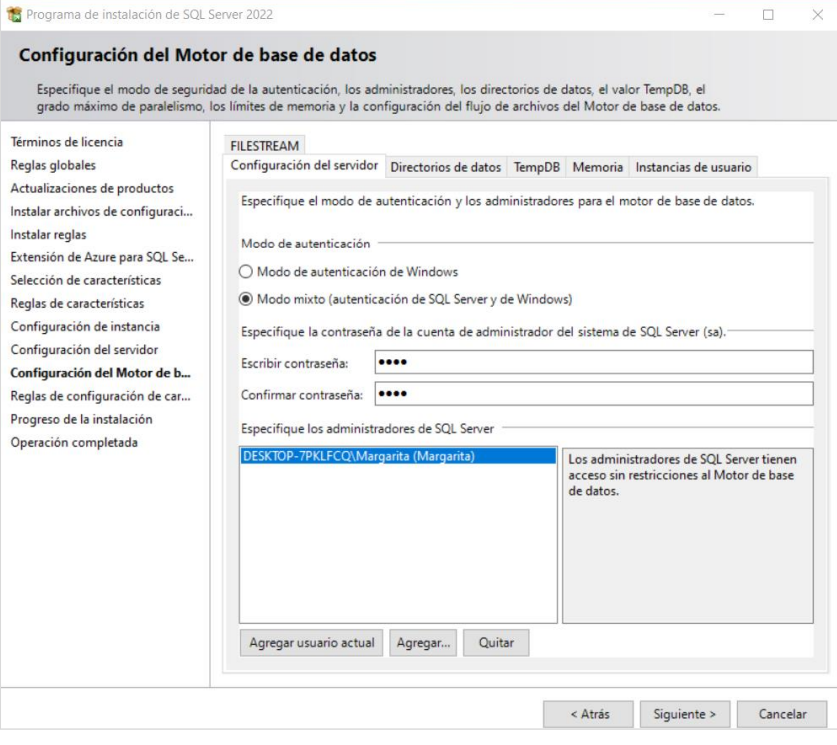 Programa de instalación de SQL Server 2022
Configuración del Motor de base de datos
Especifique el modo de seguridad de la autenticación, los administradores, los directorios de datos, el valor TempDB, el
grado máximo de paralelismo, los límites de memoria y la configuración del flujo de archivos del Motor de base de datos.
Términos de licencia
Reglas globales
Actualizaciones de productos
Instalar archivos de configuraci...
Instalar reglas
Extensión de Azure para SQL Se...
Selección de características
Reglas de características
Configuración de instancia
Configuración del servidor
Configuración del Motor de b...
Reglas de configuración de car...
Progreso de la instalación
Operación completada
FILESTREAM
Configuración del servidor Directorios de datos TempDB Memoria Instancias de usuario
Especifique el modo de autenticación y los administradores para el motor de base de datos.
Modo de autenticación
Modo de autenticación de Windows
Modo mixto (autenticación de SQL Server y de Windows)
Especifique la contraseña de la cuenta de administrador del sistema de SQL Server (sa).
Escribir contraseña: ••••
Confirmar contraseña: ••••
Especifique los administradores de SQL Server
DESKTOP-7PKLFCQ\Margarita (Margarita)
Los administradores de SQL Server tienen
acceso sin restricciones al Motor de base
de datos.
Agregar usuario actual Agregar... Quitar
< Atrás Siguiente > Cancelar